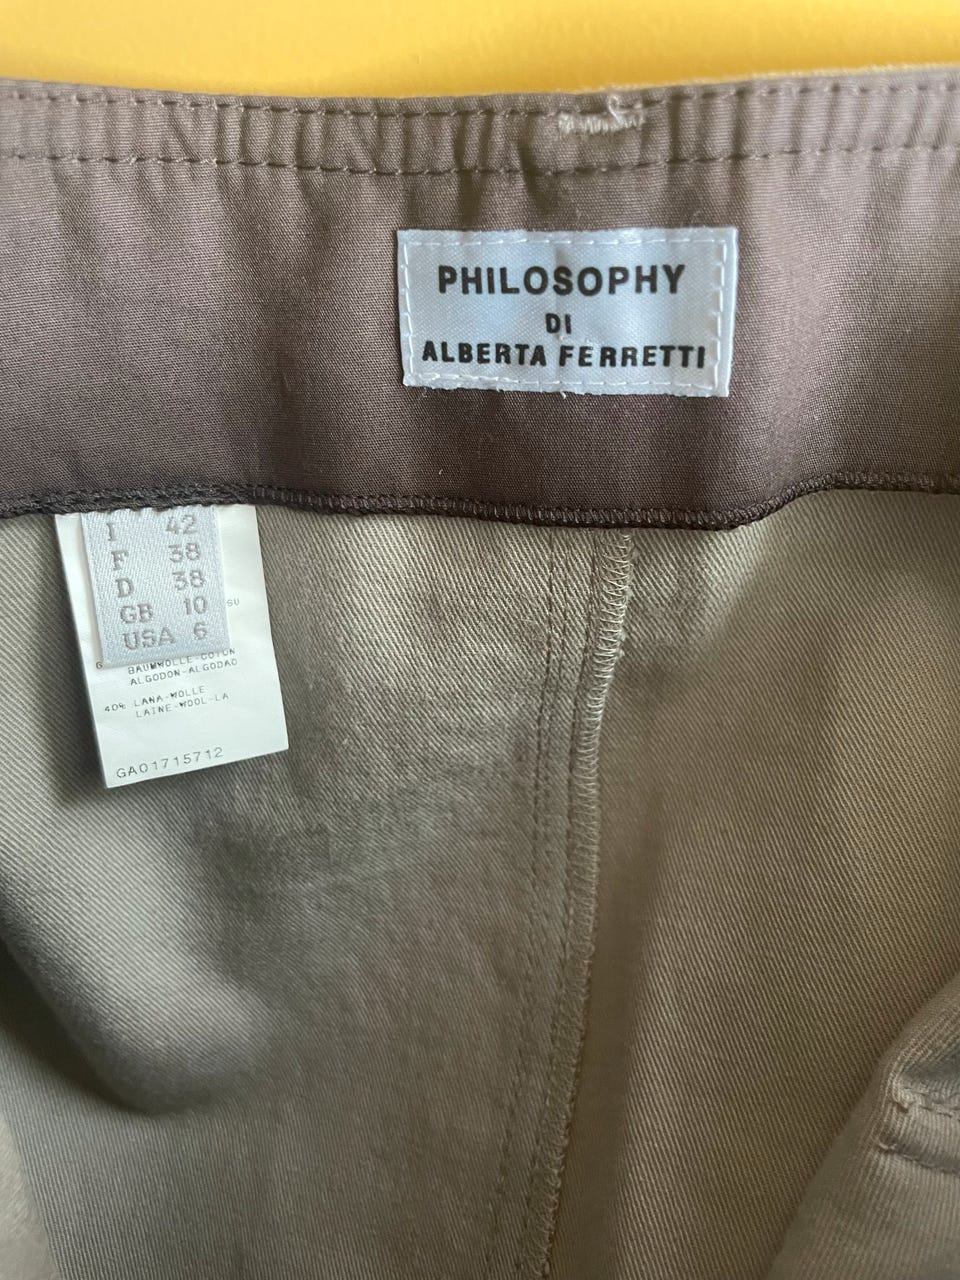 PHILOSOPHY
DI
ALBERTA FERRETTI
I 42
F 38
D 38
GB 10
USA 6
SU
BAUMWOLLE-COTON
ALGODON-ALGODAO
40% LANA-WOLLE
LAINE-WOOL-LA
GA01715712